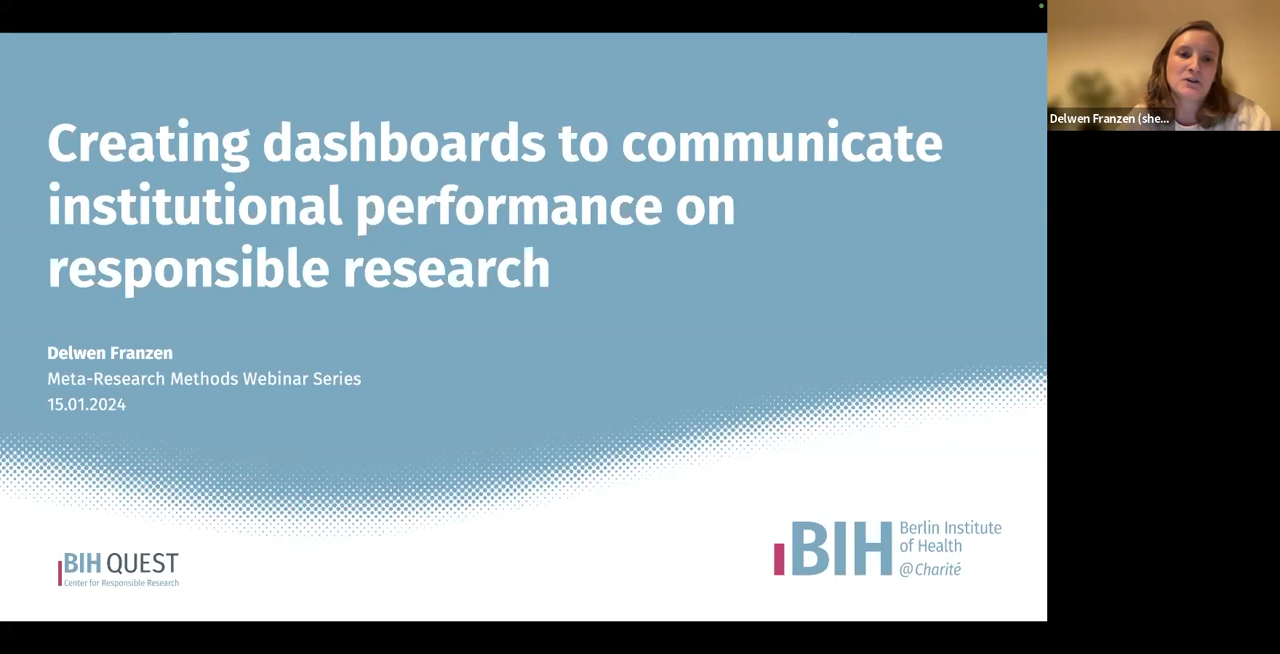 Creating dashboards to communicate
institutional performance on
responsible research
Delwen Franzen
Meta-Research Methods Webinar Series
15.01.2024
BIH QUEST
Center for Responsible Research
BIH
Berlin Institute
of Health
@Charité
Delwen Franzen (she...